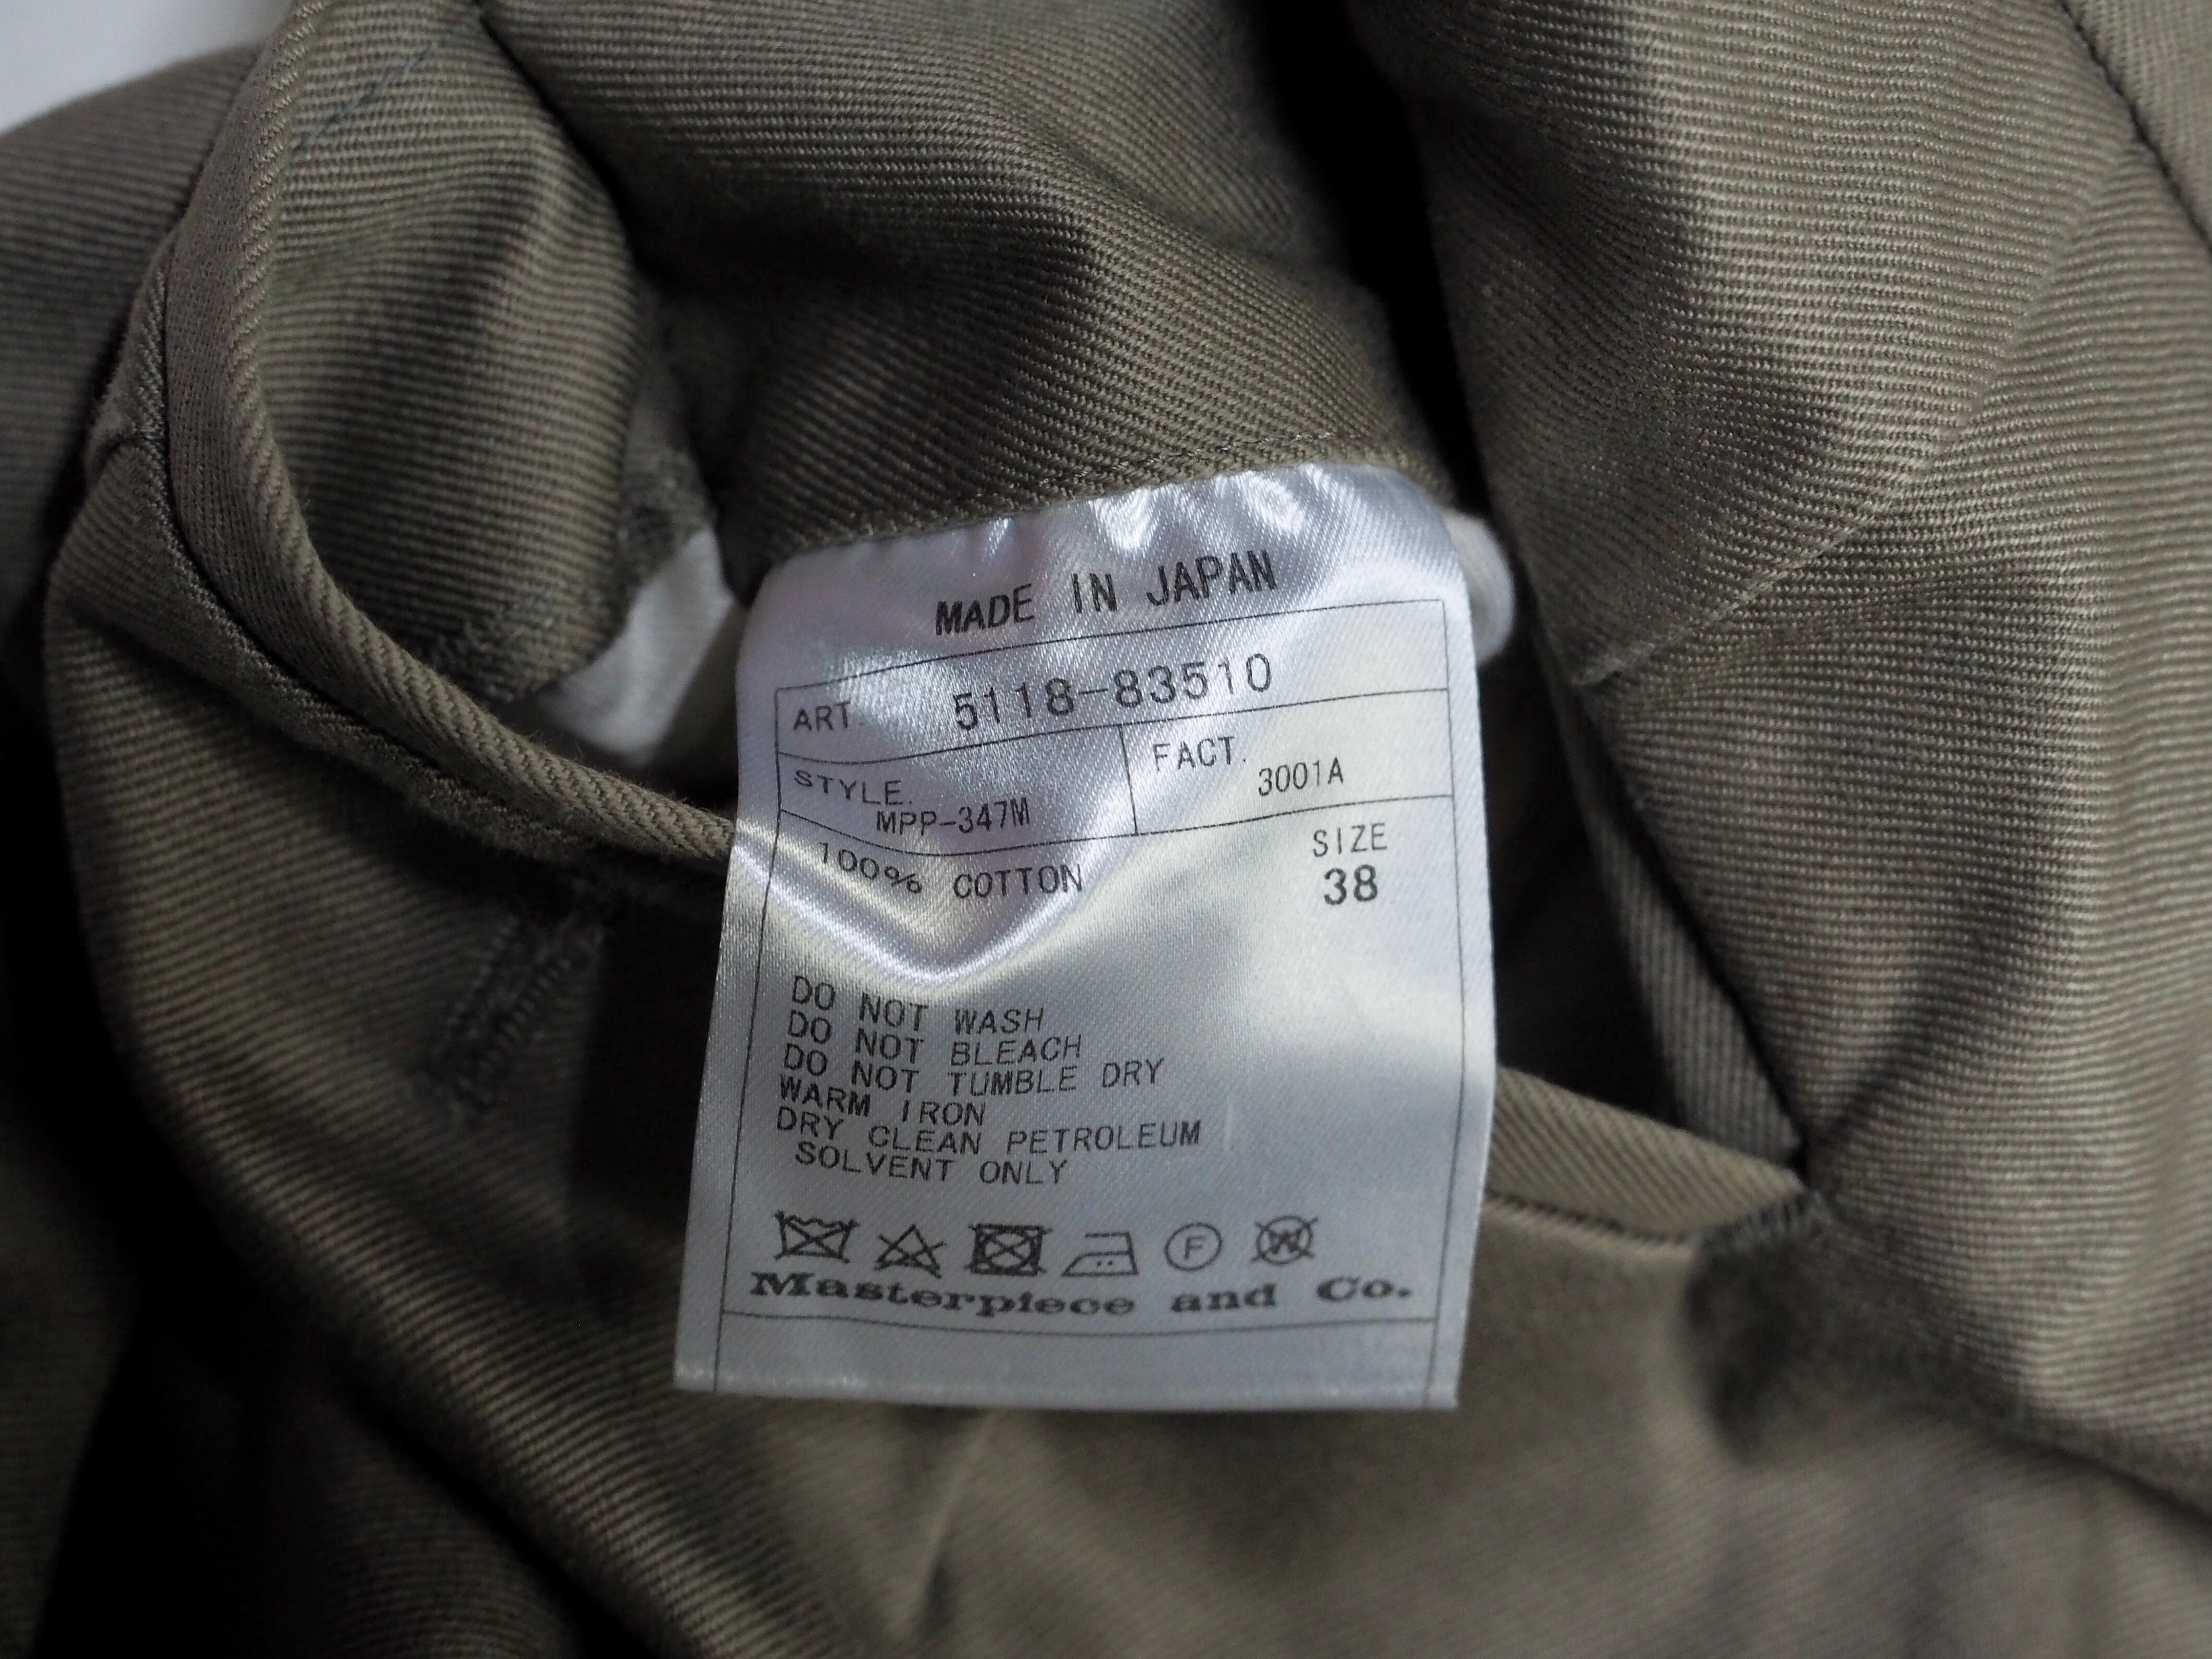 MADE IN JAPAN
ART. 5118-83510
STYLE. FACT.
MPP-347M 3001A
100% COTTON SIZE
38
DO NOT WASH
DO NOT BLEACH
DO NOT TUMBLE DRY
WARM IRON
DRY CLEAN PETROLEUM
SOLVENT ONLY
F W
Masterpiece and Co.